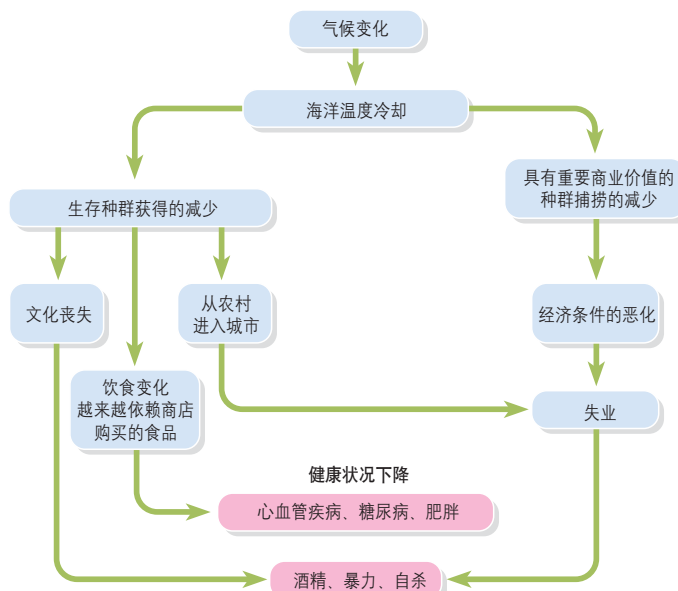 气候变化
海洋温度冷却
具有重要商业价值的
种群捕捞的减少
生存种群获得的减少
文化丧失
从农村
进入城市
经济条件的恶化
饮食变化
越来越依赖商店
购买的食品
失业
健康状况下降
心血管疾病、糖尿病、肥胖
酒精、暴力、自杀